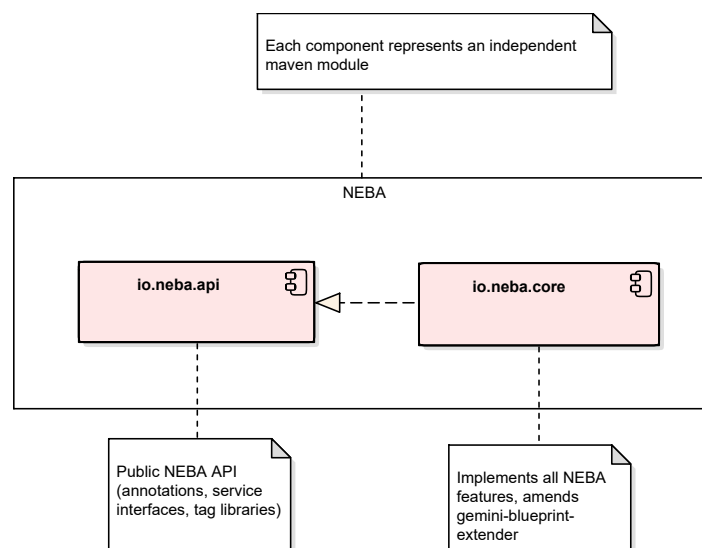 Each component represents an independent
maven module
NEBA
io.neba.api
io.neba.core
Public NEBA API
(annotations, service
interfaces, tag libraries)
Implements all NEBA
features, amends
gemini-blueprint-
extender